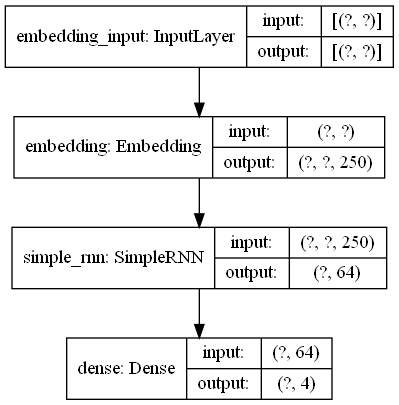 embedding_input: InputLayer
input: [(?, ?)]
output: [(?, ?)]
embedding: Embedding
input: (?, ?)
output: (?, ?, 250)
simple_rnn: SimpleRNN
input: (?, ?, 250)
output: (?, 64)
dense: Dense
input: (?, 64)
output: (?, 4)